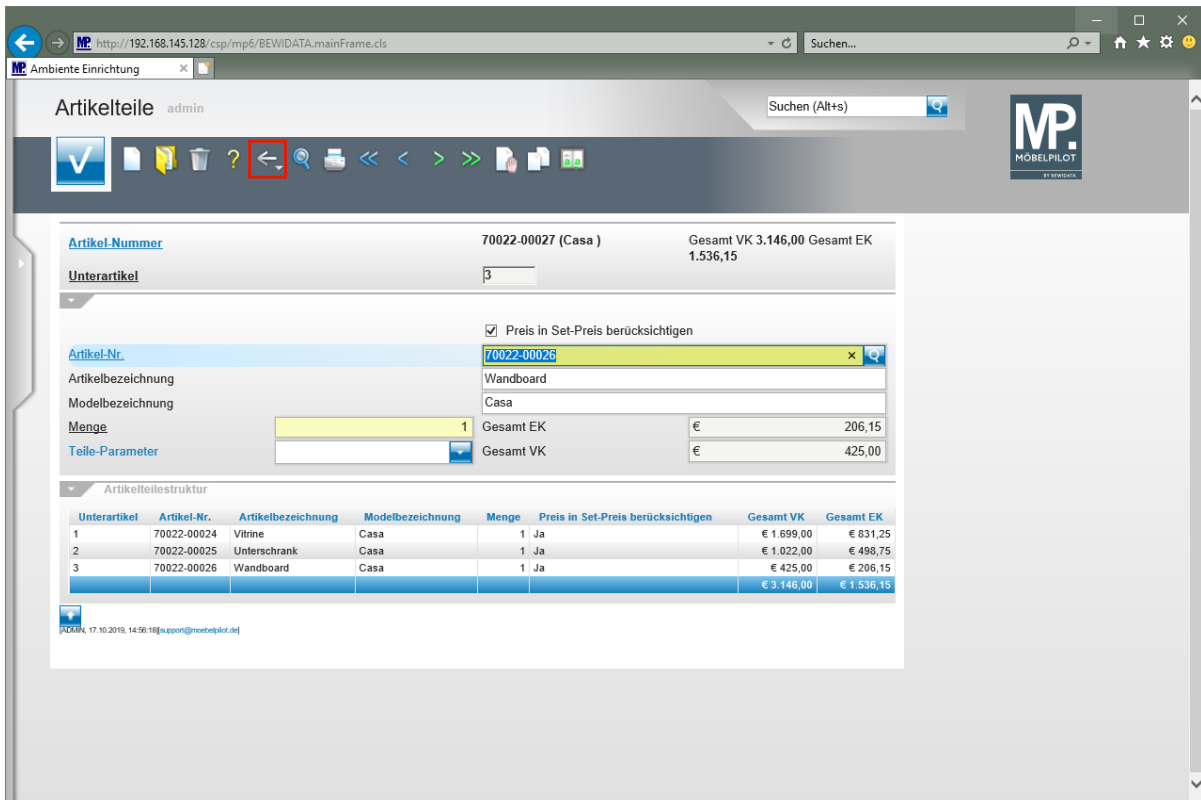 http://192.168.145.128/csp/mp6/BEWIDATA.mainFrame.cls
Suchen...
MP. Ambiente Einrichtung
Artikelteile admin
Suchen (Alt+s)
MP.
MÖBELPILOT
BY BEWIDATA
Artikel-Nummer 70022-00027 (Casa ) Gesamt VK 3.146,00 Gesamt EK
1.536,15
Unterartikel 3
Preis in Set-Preis berücksichtigen
Artikel-Nr. 70022-00026
Artikelbezeichnung Wandboard
Modelbezeichnung Casa
Menge 1 Gesamt EK € 206,15
Teile-Parameter Gesamt VK € 425,00
Artikelteilestruktur
Unterartikel Artikel-Nr. Artikelbezeichnung Modelbezeichnung Menge Preis in Set-Preis berücksichtigen Gesamt VK Gesamt EK
1 70022-00024 Vitrine Casa 1 Ja € 1.699,00 € 831,25
2 70022-00025 Unterschrank Casa 1 Ja € 1.022,00 € 498,75
3 70022-00026 Wandboard Casa 1 Ja € 425,00 € 206,15
€ 3.146,00 € 1.536,15
[ADMIN, 17.10.2019, 14:56:18][support@moebelpilot.de]